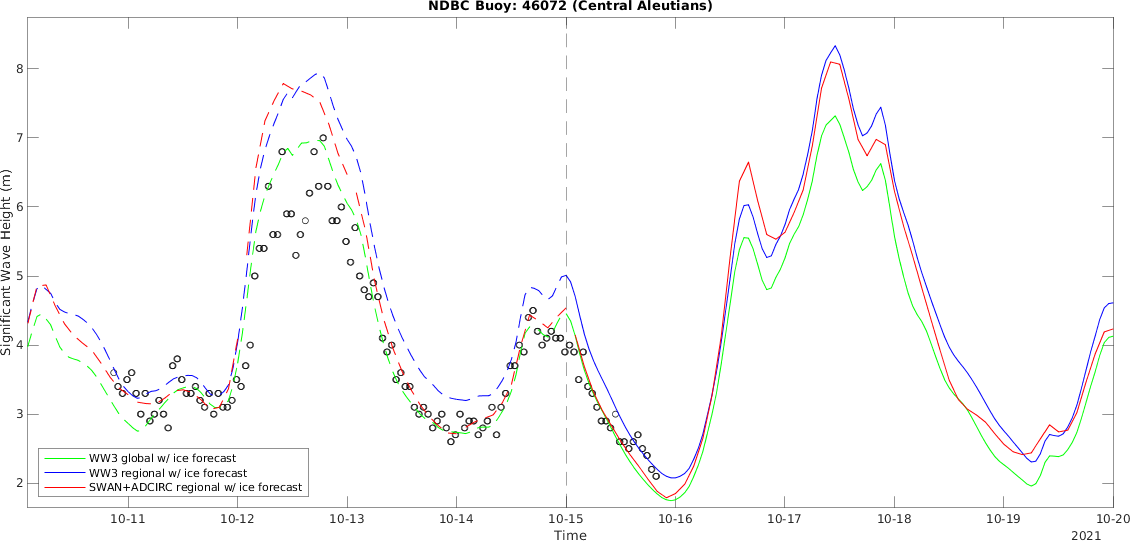 NDBC Buoy: 46072 (Central Aleutians)
Significant Wave Height (m)
8
7
6
5
4
3
2
WW3 global w/ ice forecast
WW3 regional w/ ice forecast
SWAN+ADCIRC regional w/ ice forecast
10-11 10-12 10-13 10-14 10-15 10-16 10-17 10-18 10-19 10-20
Time
2021